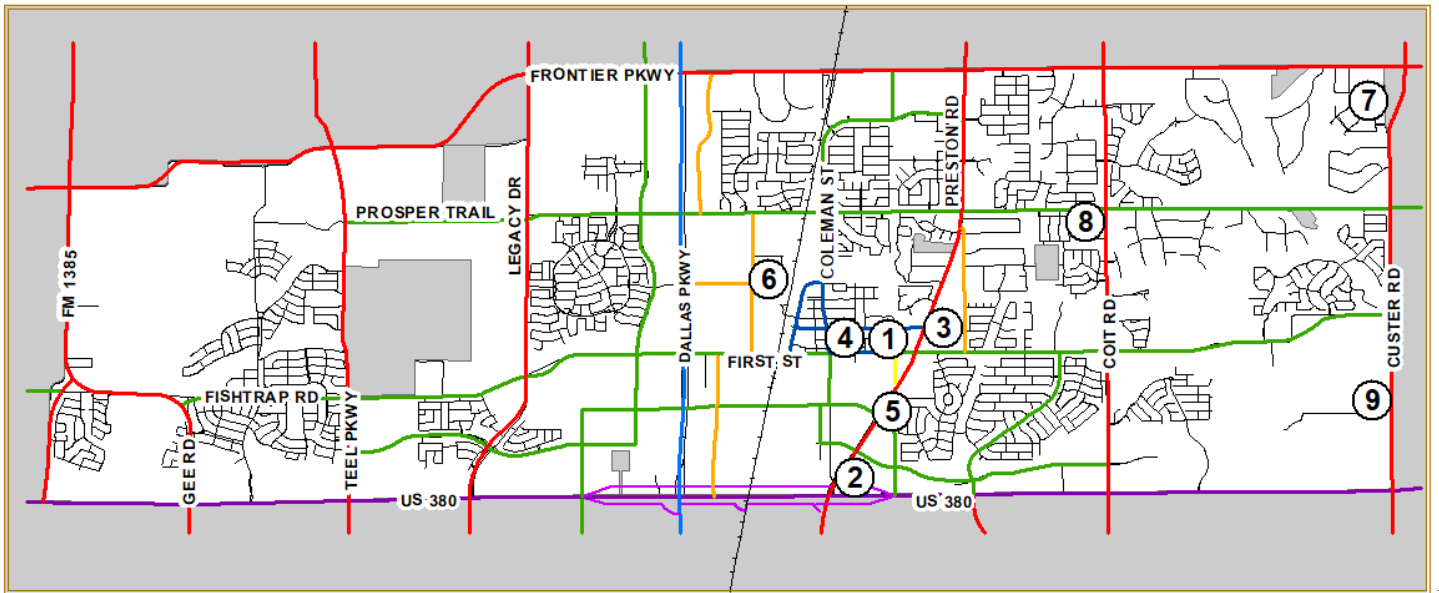 FRONTIER PKWY
7
PRESTON RD
COLEMAN ST
LEGACY DR
PROSPER TRAIL
8
FM 1385
DALLAS PKWY
6
CUSTER RD
COIT RD
3
4
1
FIRST ST
FISHTRAP RD
TEEL PKWY
5
9
GEE RD
2
US 380
US 380